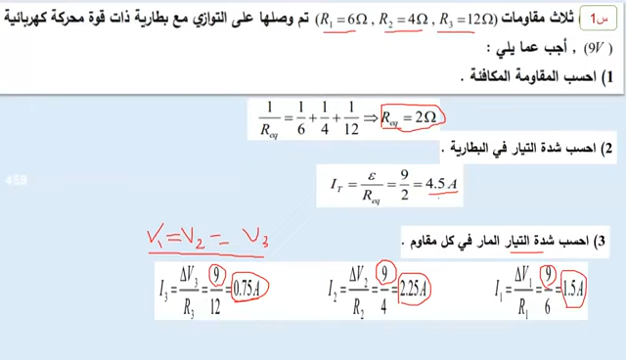 س1 ثلاث مقاومات (R₁ = 6Ω , R₂ = 4Ω , R₃ = 12Ω) تم وصلها على التوازي مع بطارية ذات قوة محركة كهربائية
(9V) , أجب عما يلي :
1) احسب المقاومة المكافئة .
1/R_eq = 1/6 + 1/4 + 1/12 ⇒ R_eq = 2Ω
2) احسب شدة التيار في البطارية .
I_T = ε/R_eq = 9/2 = 4.5 A
3) احسب شدة التيار المار في كل مقاوم .
V₁ = V₂ = V₃
I₁ = ΔV₁/R₁ = 9/6 = 1.5A
I₂ = ΔV₂/R₂ = 9/4 = 2.25A
I₃ = ΔV₃/R₃ = 9/12 = 0.75A